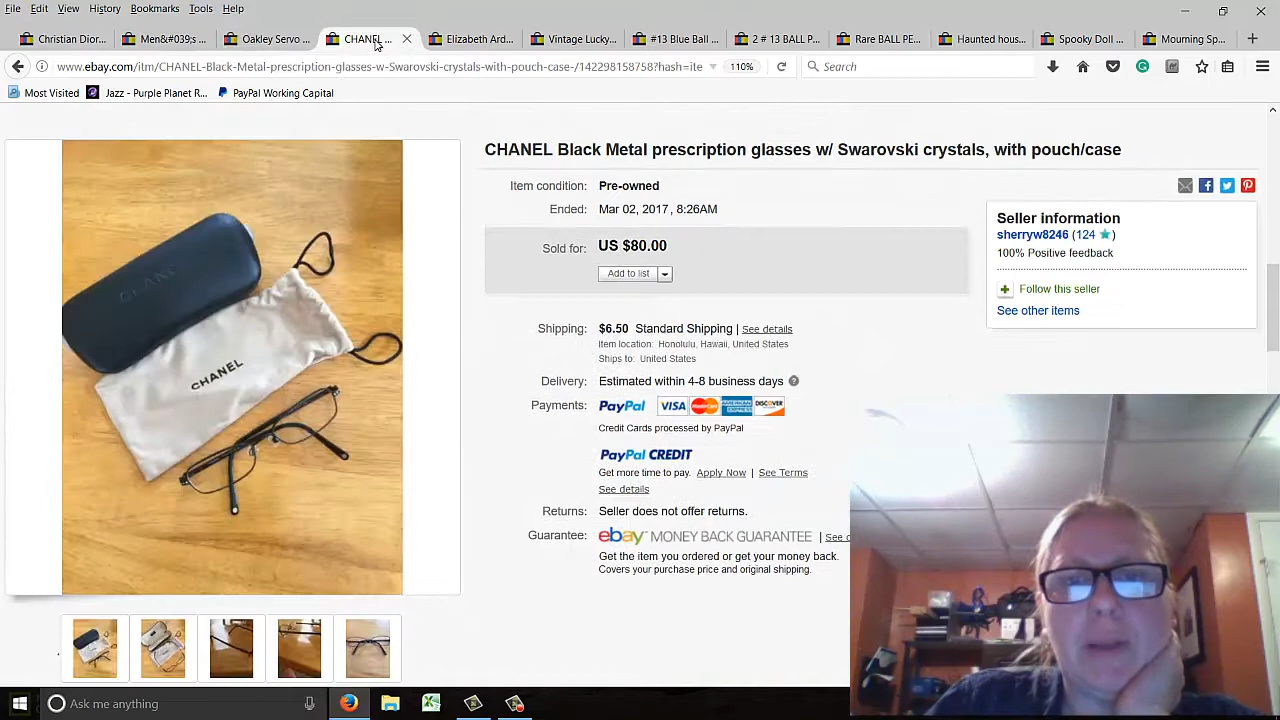 File Edit View History Bookmarks Tools Help
Christian Dior...
Men&#039;s ...
Oakley Servo ...
CHANEL ...
Elizabeth Ard...
Vintage Lucky...
#13 Blue Ball ...
2 # 13 BALL P...
Rare BALL PE...
Haunted hous...
Spooky Doll ...
Mourning Sp...
www.ebay.com/itm/CHANEL-Black-Metal-prescription-glasses-w-Swarovski-crystals-with-pouch-case-/142298158758?hash=ite
110%
Search
Most Visited
Jazz - Purple Planet R...
PayPal Working Capital
CHANEL Black Metal prescription glasses w/ Swarovski crystals, with pouch/case
Item condition: Pre-owned
Ended: Mar 02, 2017 , 8:26AM
Sold for: US $80.00
Add to list
Seller information
sherryw8246 (124 )
100% Positive feedback
Follow this seller
See other items
Shipping: $6.50 Standard Shipping | See details
Item location: Honolulu, Hawaii, United States
Ships to: United States
Delivery: Estimated within 4-8 business days ?
Payments: PayPal VISA MasterCard AMERICAN EXPRESS DISCOVER
Credit Cards processed by PayPal
PayPal CREDIT
Get more time to pay. Apply Now | See Terms
See details
Returns: Seller does not offer returns.
Guarantee: ebay MONEY BACK GUARANTEE | See
Get the item you ordered or get your money back.
Covers your purchase price and original shipping.
CHANEL
CHANEL
Ask me anything